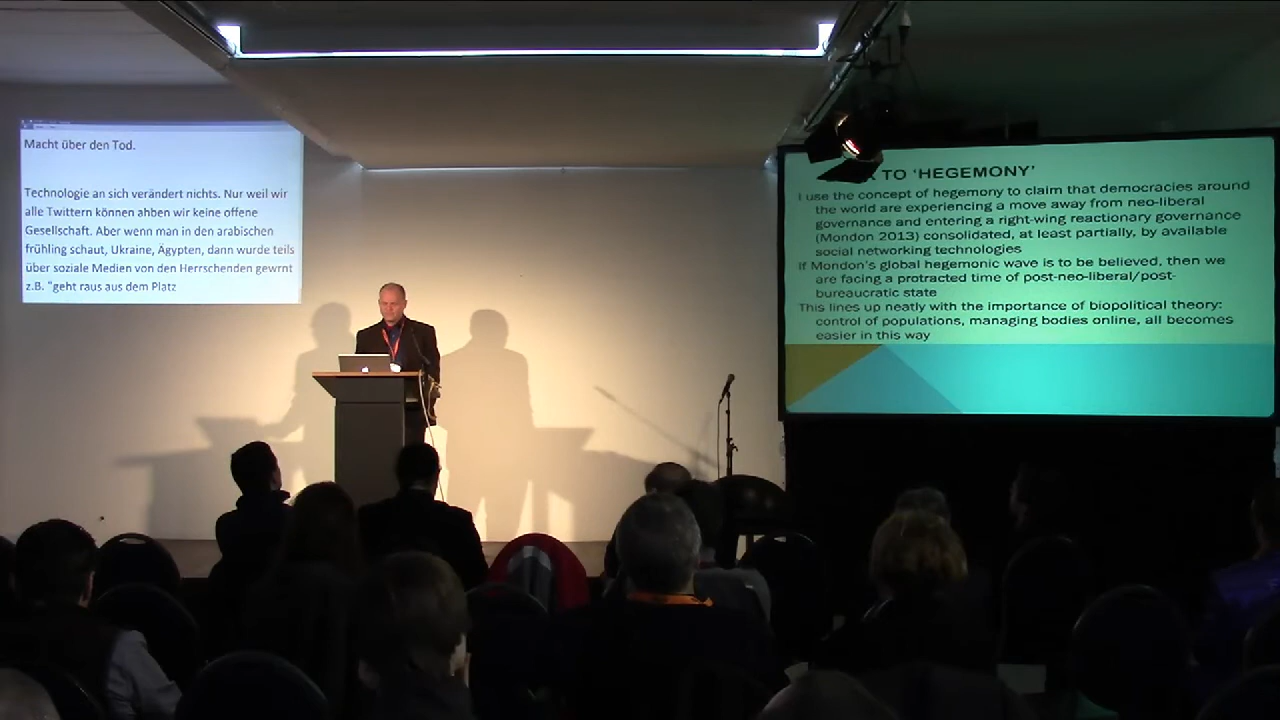 Macht über den Tod.
Technologie an sich verändert nichts. Nur weil wir
alle Twittern können ahben wir keine offene
Gesellschaft. Aber wenn man in den arabischen
frühling schaut, Ukraine, Ägypten, dann wurde teils
über soziale Medien von den Herrschenden gewrnt
z.B. "geht raus aus dem Platz
TO ‘HEGEMONY’
I use the concept of hegemony to claim that democracies around
the world are experiencing a move away from neo-liberal
governance and entering a right-wing reactionary governance
(Mondon 2013) consolidated, at least partially, by available
social networking technologies
If Mondon's global hegemonic wave is to be believed, then we
are facing a protracted time of post-neo-liberal/post-
bureaucratic state
This lines up neatly with the importance of biopolitical theory:
control of populations, managing bodies online, all becomes
easier in this way